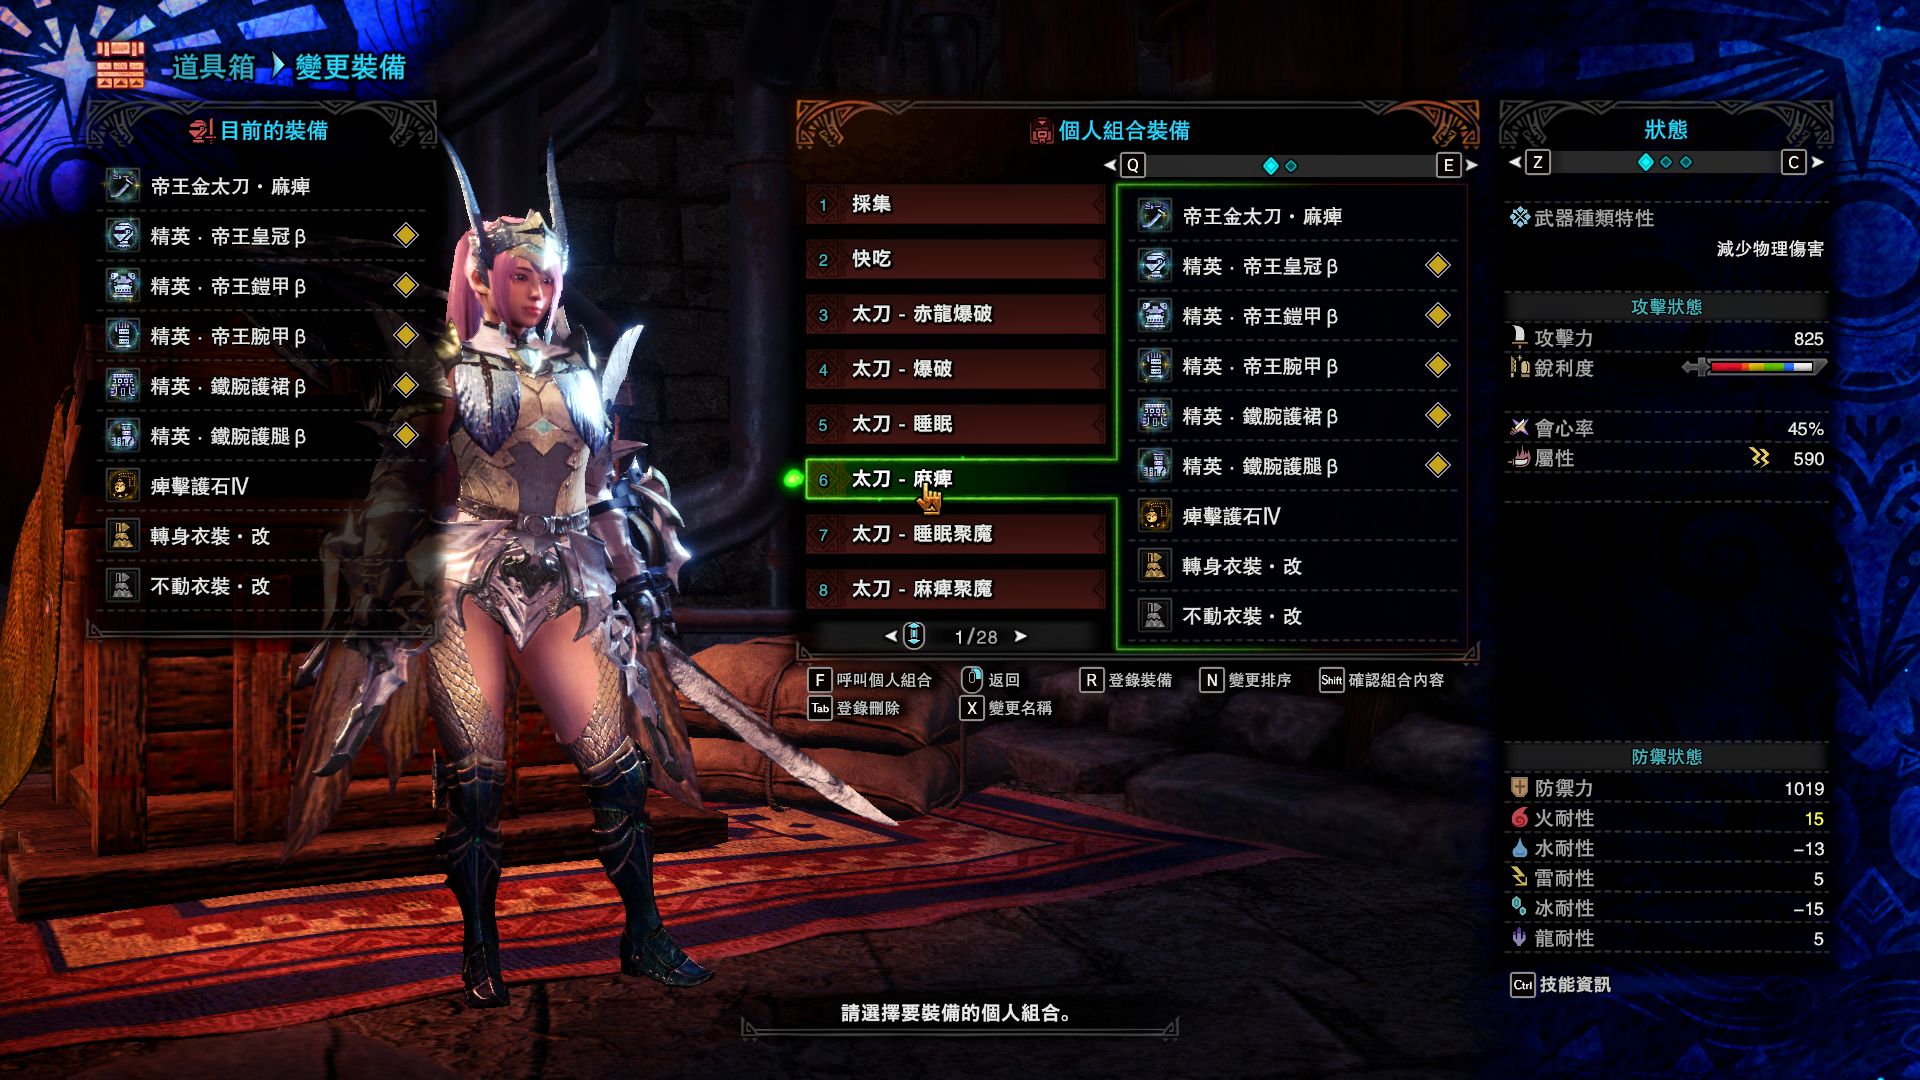 道具箱 變更裝備
目前的裝備
帝王金太刀・麻痺
精英・帝王皇冠β
精英・帝王鎧甲β
精英・帝王腕甲β
精英・鐵腕護裙β
精英・鐵腕護腿β
痺擊護石Ⅳ
轉身衣裝・改
不動衣裝・改
個人組合裝備
Q E
1 採集
2 快吃
3 太刀 - 赤龍爆破
4 太刀 - 爆破
5 太刀 - 睡眠
6 太刀 - 麻痺
7 太刀 - 睡眠聚魔
8 太刀 - 麻痺聚魔
1/28
帝王金太刀・麻痺
精英・帝王皇冠β
精英・帝王鎧甲β
精英・帝王腕甲β
精英・鐵腕護裙β
精英・鐵腕護腿β
痺擊護石Ⅳ
轉身衣裝・改
不動衣裝・改
F 呼叫個人組合 返回 R 登錄裝備 N 變更排序 Shift 確認組合內容
Tab 登錄刪除 X 變更名稱
狀態
Z C
武器種類特性
減少物理傷害
攻擊狀態
攻擊力 825
銳利度
會心率 45%
屬性 590
防禦狀態
防禦力 1019
火耐性 15
水耐性 -13
雷耐性 5
冰耐性 -15
龍耐性 5
Ctrl 技能資訊
請選擇要裝備的個人組合。